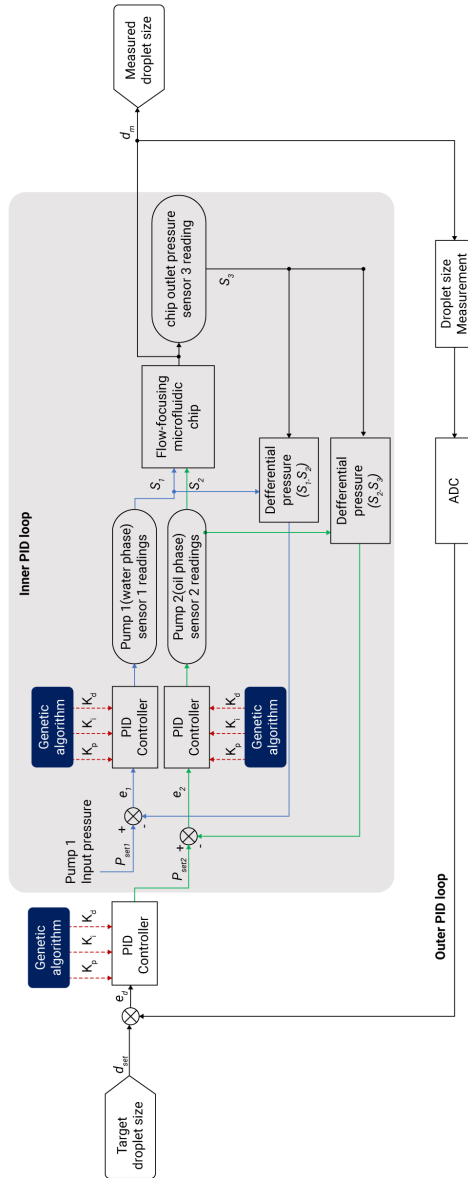 Target
droplet size
d_set
e_d
Genetic
algorithm
K_p
K_i
K_d
PID
Controller
Inner PID loop
Pump 1
Input pressure
P_set1
+
-
e_1
Genetic
algorithm
K_p
K_i
K_d
PID
Controller
Pump 1(water phase)
sensor 1 readings
S_1
P_set2
+
-
e_2
PID
Controller
K_p
K_i
K_d
Genetic
algorithm
Pump 2(oil phase)
sensor 2 readings
S_2
Flow-focusing
microfluidic
chip
chip outlet pressure
sensor 3 reading
S_3
Defferential
pressure
(S_1-S_2)
Defferential
pressure
(S_2-S_3)
d_m
Measured
droplet size
Outer PID loop
ADC
Droplet size
Measurement